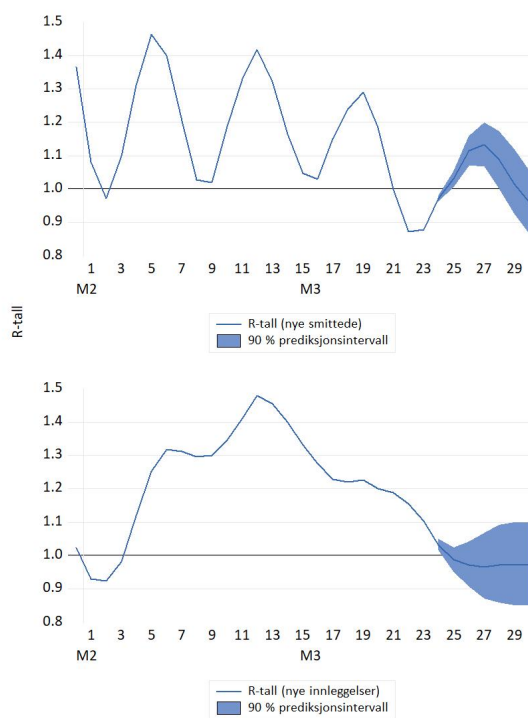 1.5
1.4
1.3
1.2
1.1
1.0
0.9
0.8
1 3 5 7 9 11 13 15 17 19 21 23 25 27 29
M2 M3
R-tall (nye smittede)
90 % prediksjonsintervall
R-tall
1.5
1.4
1.3
1.2
1.1
1.0
0.9
0.8
1 3 5 7 9 11 13 15 17 19 21 23 25 27 29
M2 M3
R-tall (nye innleggelser)
90 % prediksjonsintervall